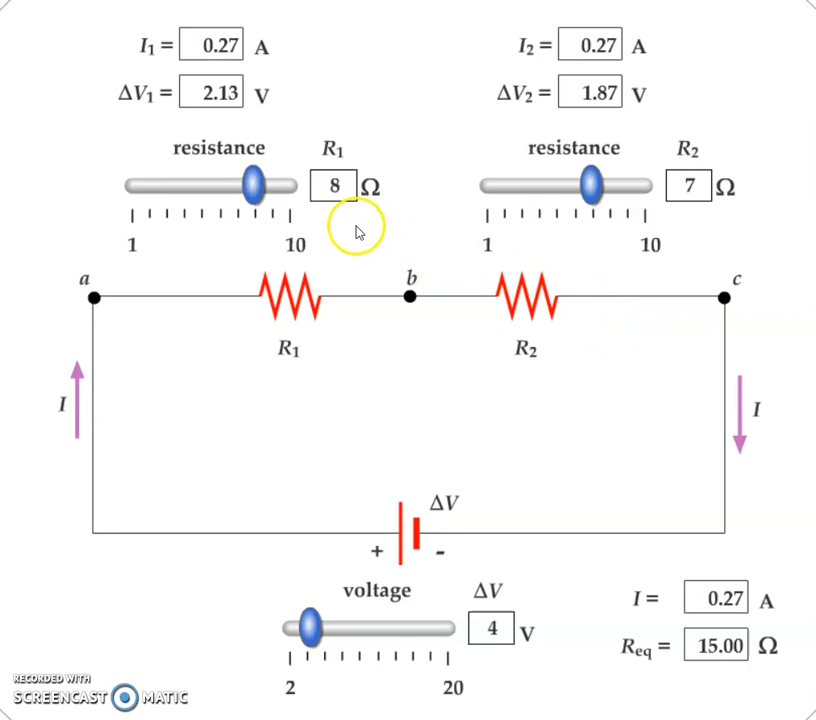 I1 = 0.27 A
I2 = 0.27 A
ΔV1 = 2.13 V
ΔV2 = 1.87 V
resistance R1
resistance R2
8 Ω
7 Ω
1 10
1 10
a b c
R1 R2
I I
ΔV
+ -
voltage ΔV
4 V
2 20
I = 0.27 A
Req = 15.00 Ω
RECORDED WITH
SCREENCAST MATIC